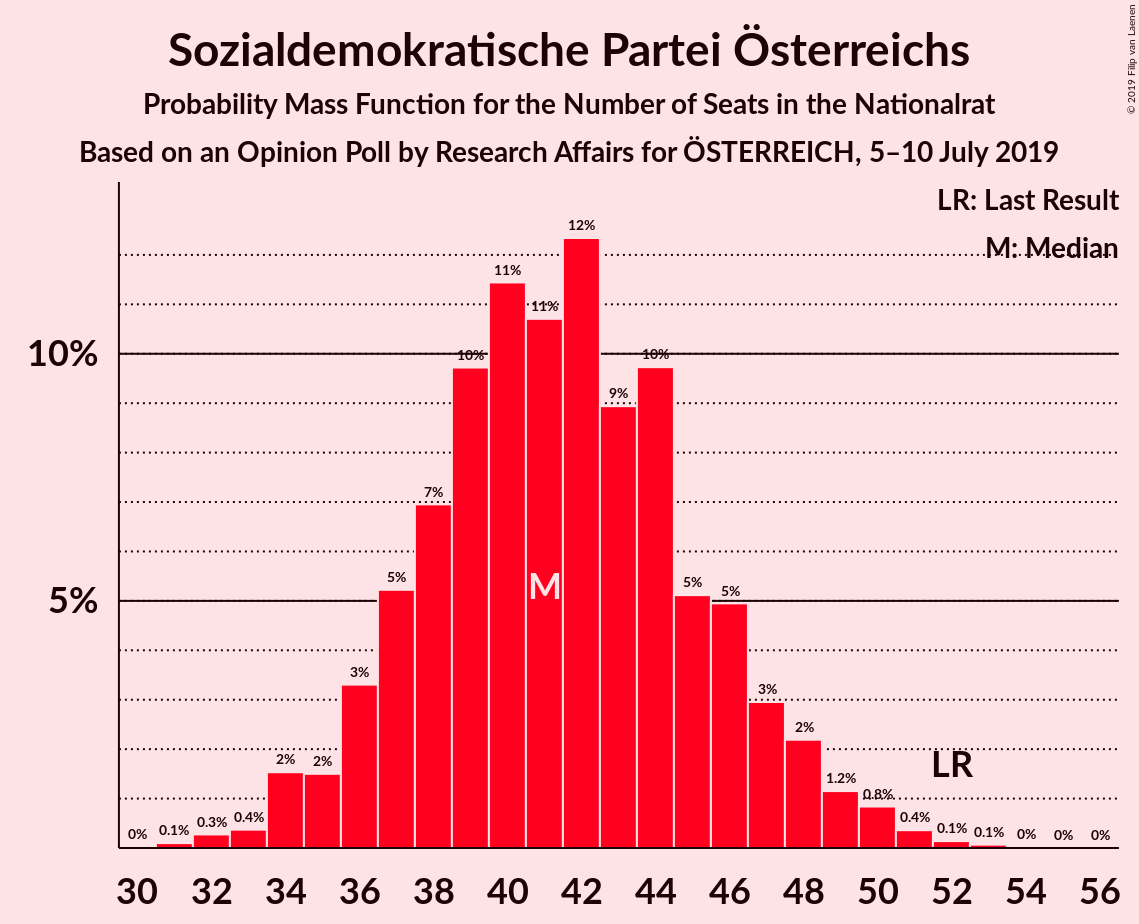 Sozialdemokratische Partei Österreichs
Probability Mass Function for the Number of Seats in the Nationalrat
Based on an Opinion Poll by Research Affairs for ÖSTERREICH, 5–10 July 2019
© 2019 Filip van Laenen
LR: Last Result
M: Median
12%
11%
11%
10%
10%
10%
9%
7%
5%
M
5%
5%
5%
3%
3%
2%
LR
2%
2%
1.2%
0.8%
0% 0.1% 0.3% 0.4%
0.4% 0.1% 0.1% 0% 0% 0%
30 32 34 36 38 40 42 44 46 48 50 52 54 56